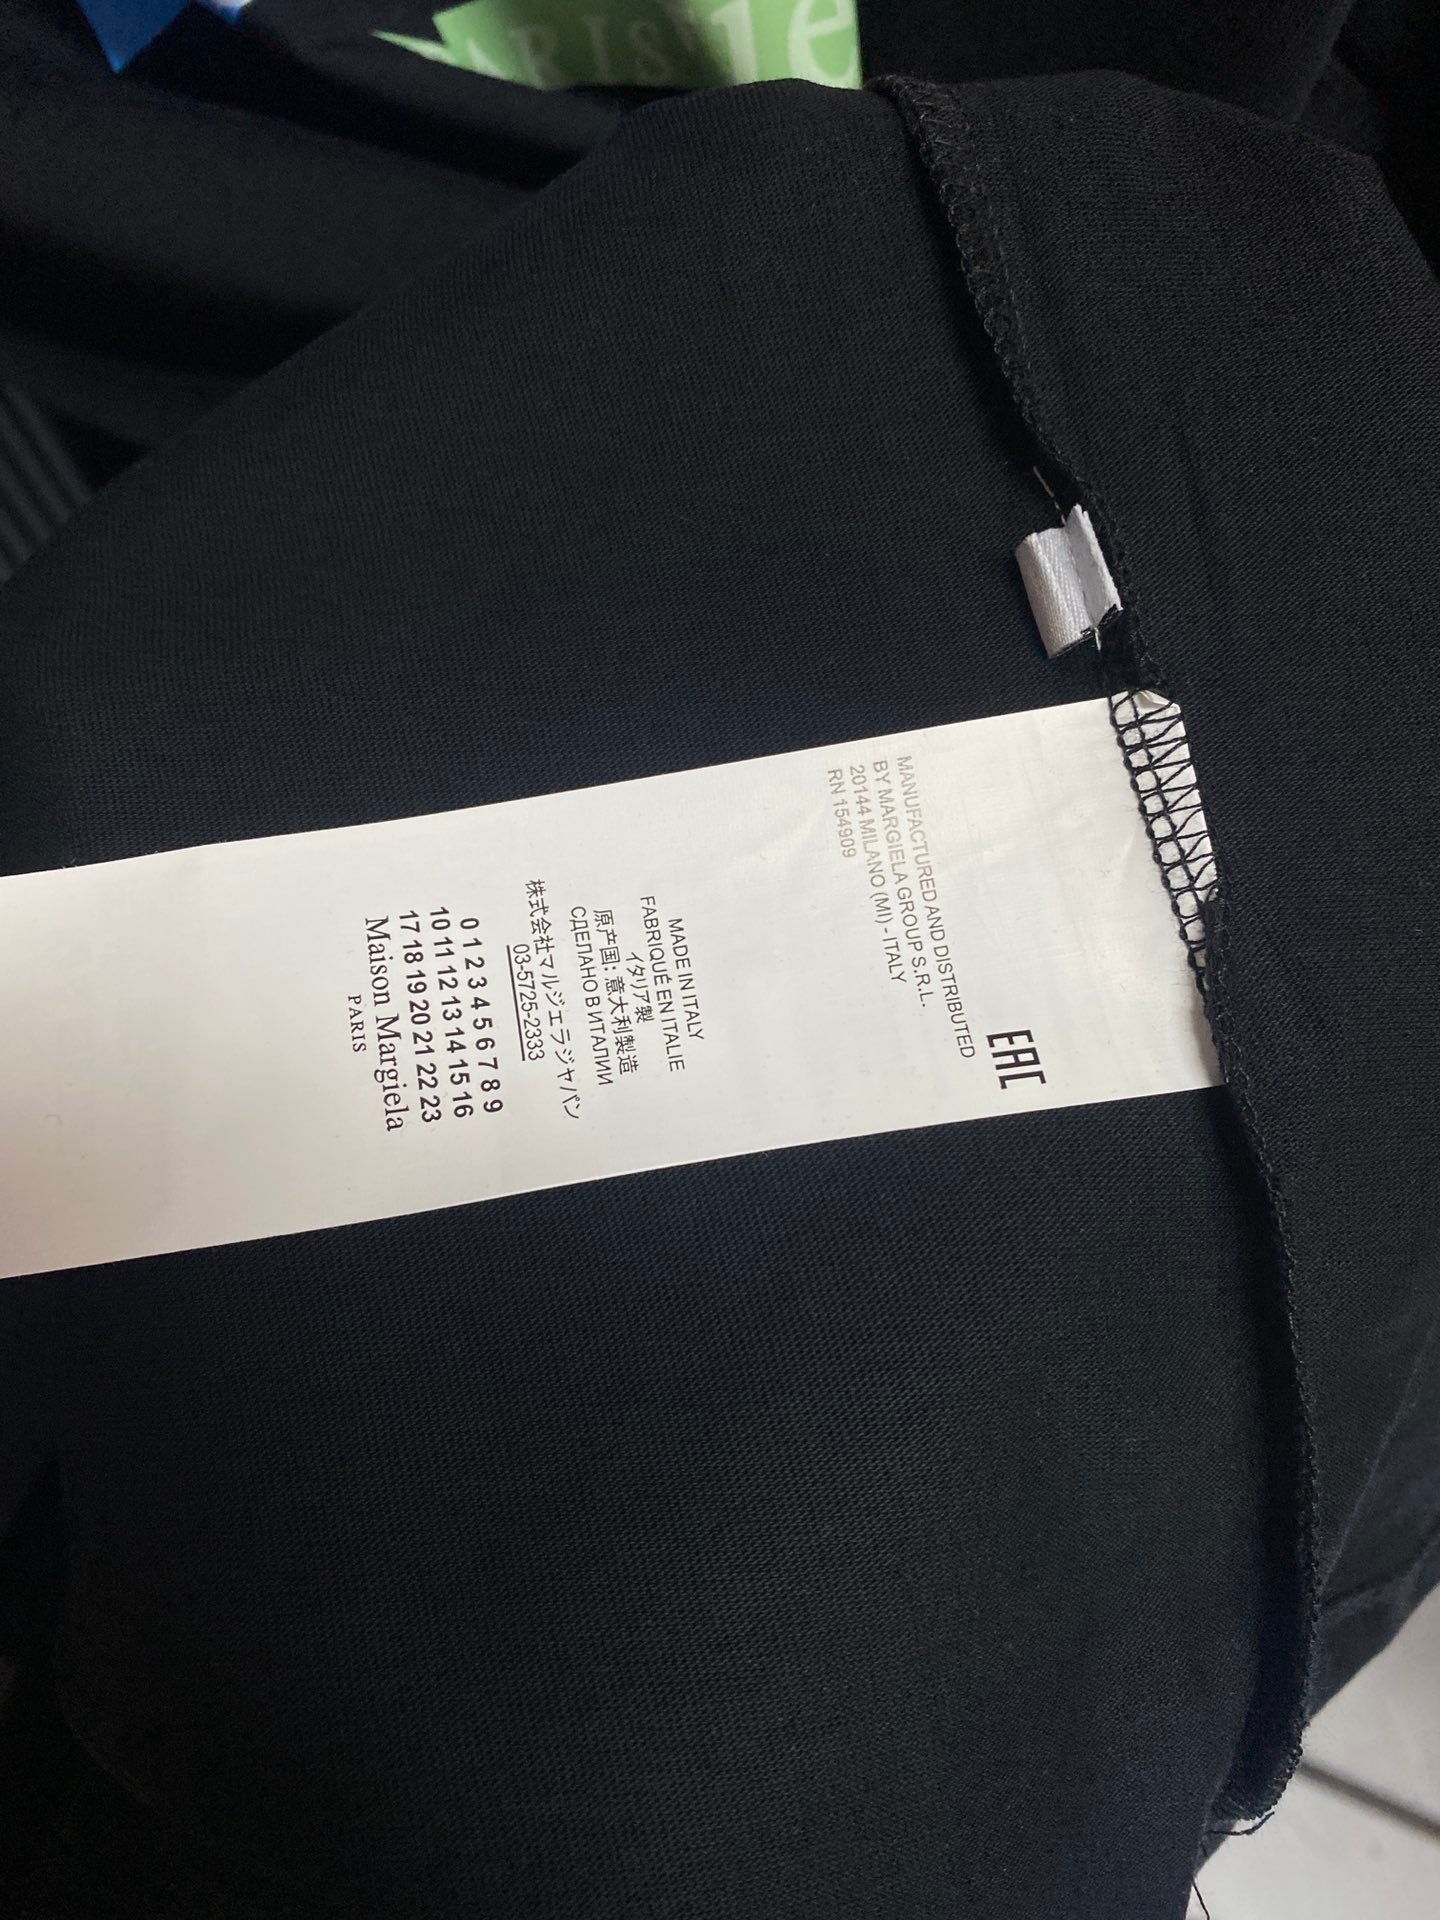 ARIS
ie
EAC
MANUFACTURED AND DISTRIBUTED
BY MARGIELA GROUP S.R.L.
20144 MILANO (MI) - ITALY
RN 154909
MADE IN ITALY
FABRIQUÉ EN ITALIE
イタリア製
原产国: 意大利製造
СДЕЛАНО В ИТАЛИИ
株式会社マルジェラジャパン
03-5725-2333
0 1 2 3 4 5 6 7 8 9
10 11 12 13 14 15 16
17 18 19 20 21 22 23
Maison Margiela
PARIS